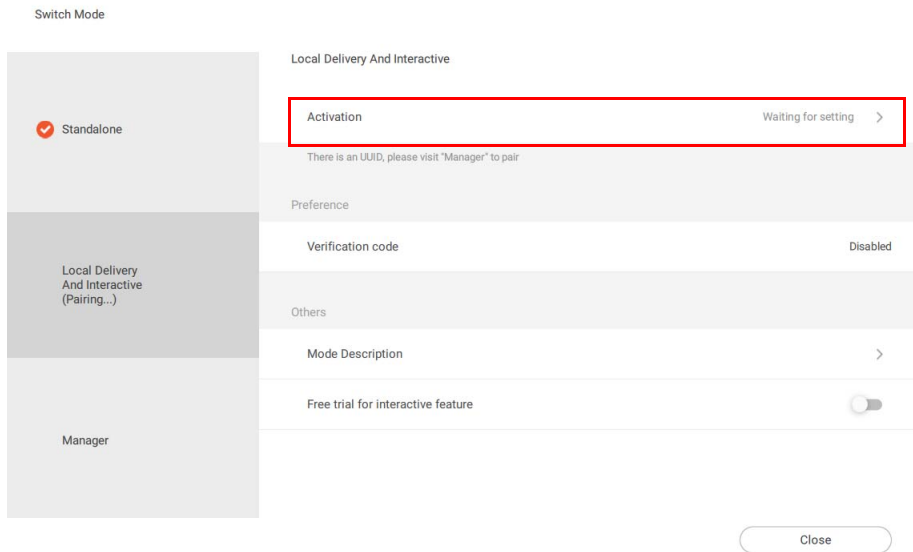 Switch Mode
Standalone
Local Delivery
And Interactive
(Pairing...)
Manager
Local Delivery And Interactive
Activation Waiting for setting
There is an UUID, please visit "Manager" to pair
Preference
Verification code Disabled
Others
Mode Description
Free trial for interactive feature
Close